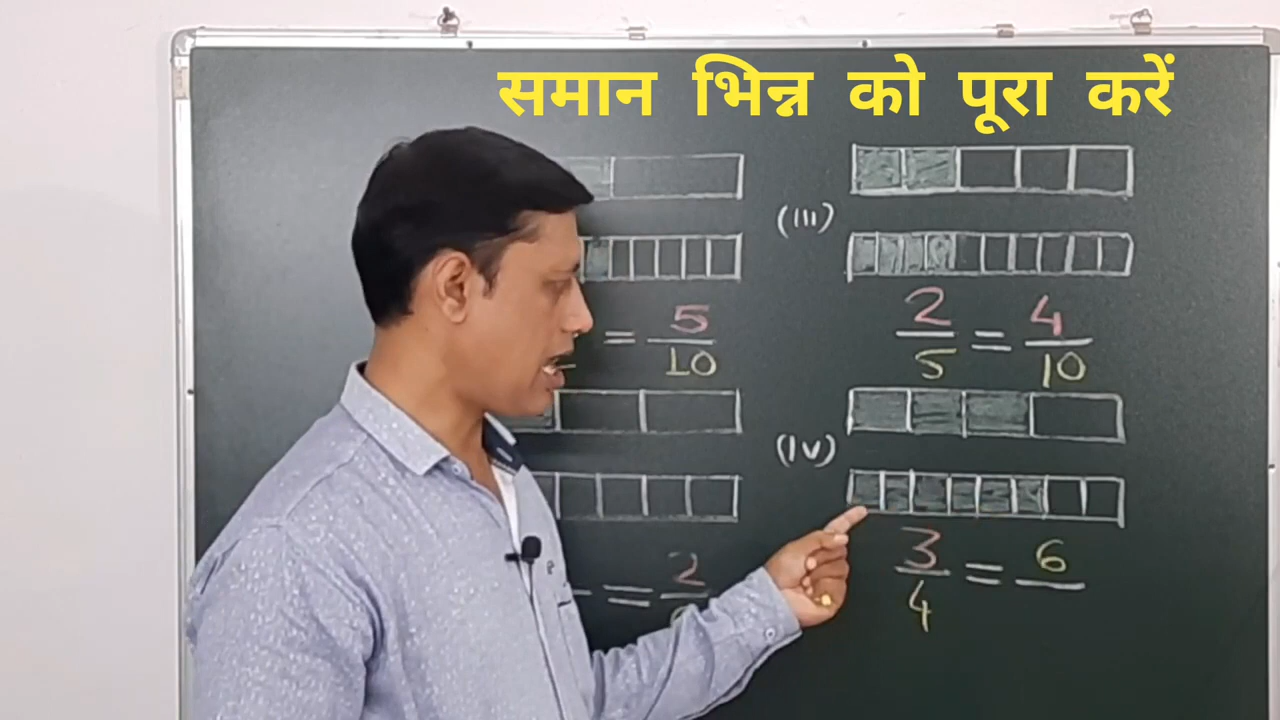 समान भिन्न को पूरा करें
(iii)
= 5/10
2/5 = 4/10
(iv)
= 2/
3/4 = 6/